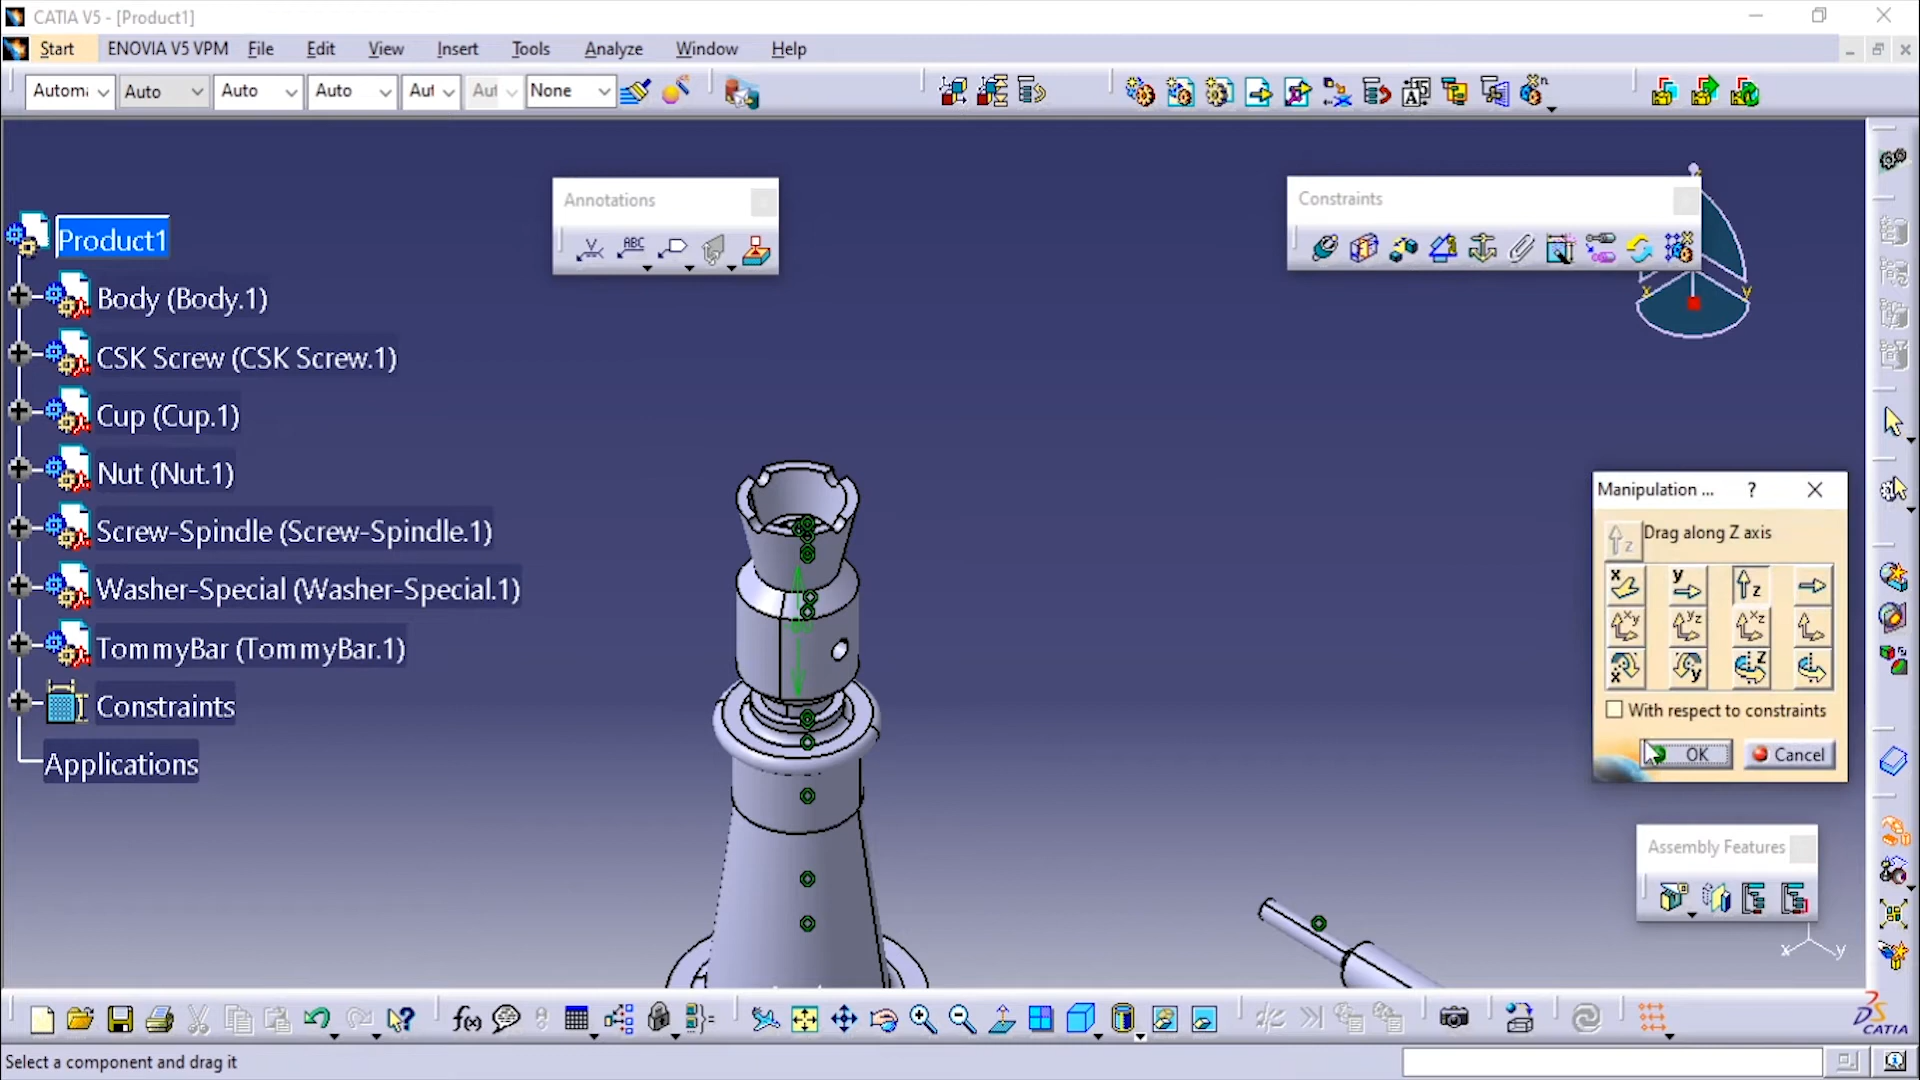 CATIA V5 - [Product1]
Start ENOVIA V5 VPM File Edit View Insert Tools Analyze Window Help
Automa Auto Auto Auto Aut Aut None
Annotations
Constraints
Product1
Body (Body.1)
CSK Screw (CSK Screw.1)
Cup (Cup.1)
Nut (Nut.1)
Screw-Spindle (Screw-Spindle.1)
Washer-Special (Washer-Special.1)
TommyBar (TommyBar.1)
Constraints
Applications
Manipulation ... ?
Drag along Z axis
With respect to constraints
OK Cancel
Assembly Features
x y
CATIA
Select a component and drag it